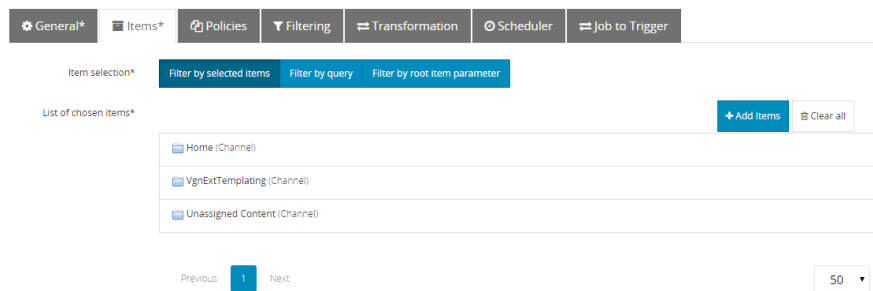 General* Items* Policies Filtering Transformation Scheduler Job to Trigger
Item selection* Filter by selected items Filter by query Filter by root item parameter
List of chosen items* Add Items Clear all
Home (Channel)
VgnExtTemplating (Channel)
Unassigned Content (Channel)
Previous 1 Next 50